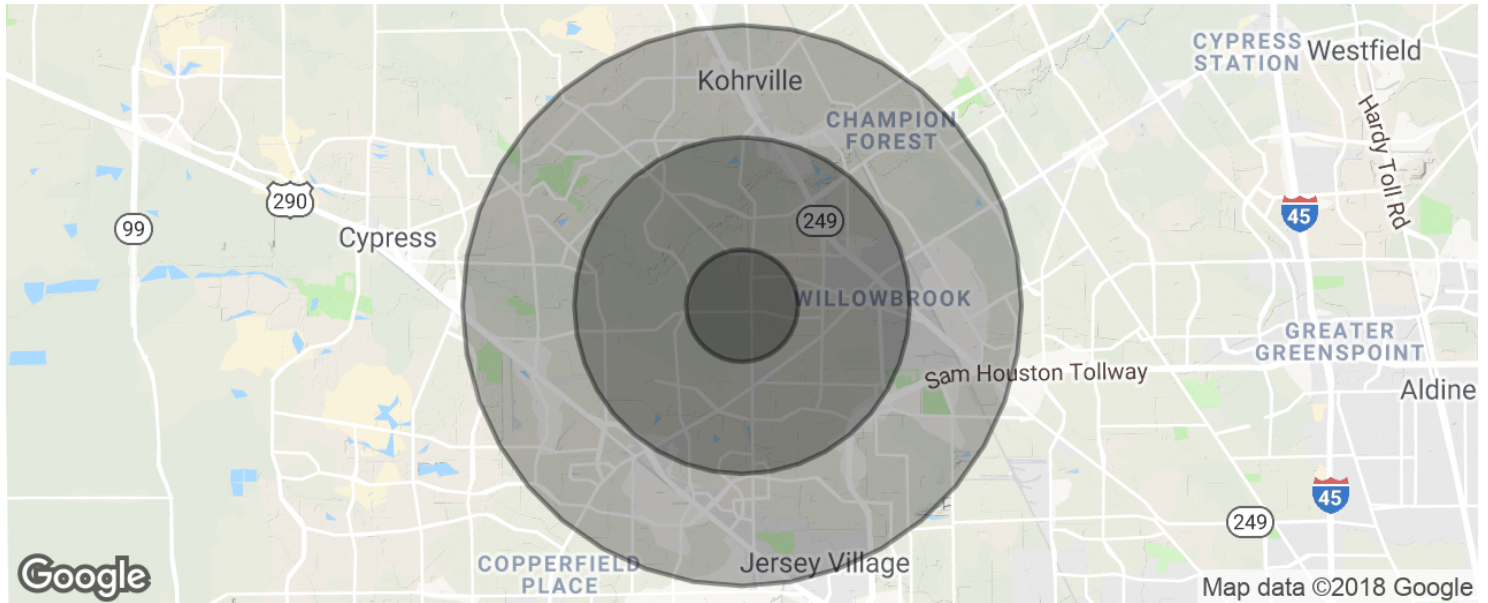 CYPRESS
STATION
Westfield
Kohrville
CHAMPION
FOREST
Hardy Toll Rd
290
99
249
45
Cypress
WILLOWBROOK
GREATER
GREENSPOINT
Sam Houston Tollway
Aldine
45
249
COPPERFIELD
PLACE
Jersey Village
Google
Map data ©2018 Google